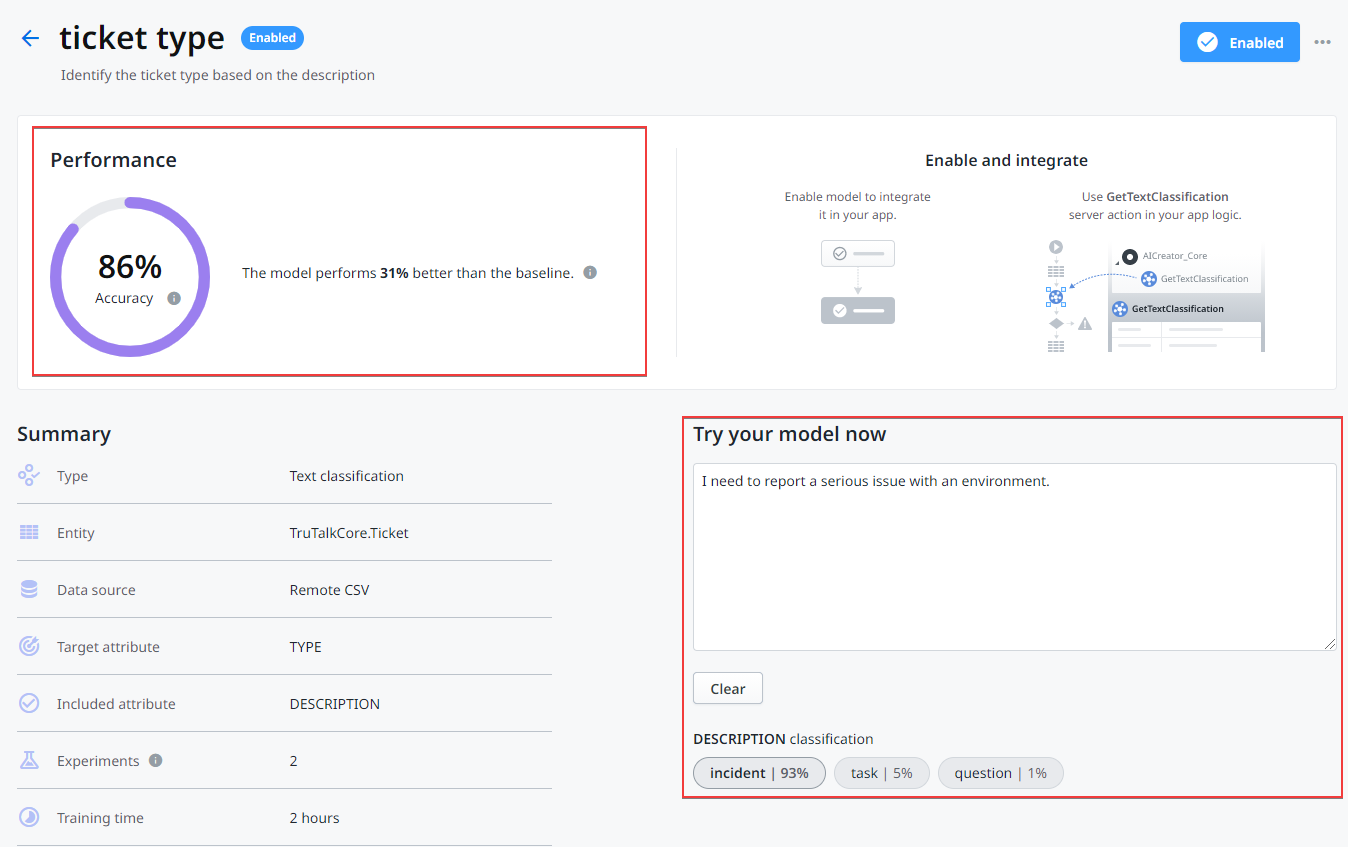 ticket type Enabled
Enabled
Identify the ticket type based on the description
Performance
86%
Accuracy
The model performs 31% better than the baseline.
Enable and integrate
Enable model to integrate
it in your app.
Use GetTextClassification
server action in your app logic.
AICreator_Core
GetTextClassification
GetTextClassification
Summary
Type Text classification
Entity TruTalkCore.Ticket
Data source Remote CSV
Target attribute TYPE
Included attribute DESCRIPTION
Experiments 2
Training time 2 hours
Try your model now
I need to report a serious issue with an environment.
Clear
DESCRIPTION classification
incident | 93% task | 5% question | 1%